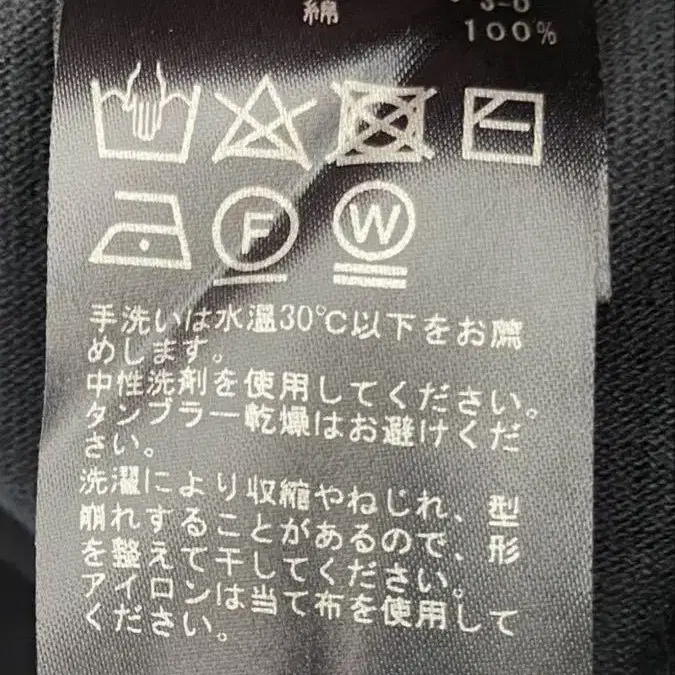 綿
100%
F
W
手洗いは水温30℃以下をお薦
めします。
中性洗剤を使用してください。
タンブラー乾燥はお避けくだ
さい。
洗濯により収縮やねじれ、型
崩れすることがあるので、形
を整えて干してください。
アイロンは当て布を使用して
ください。